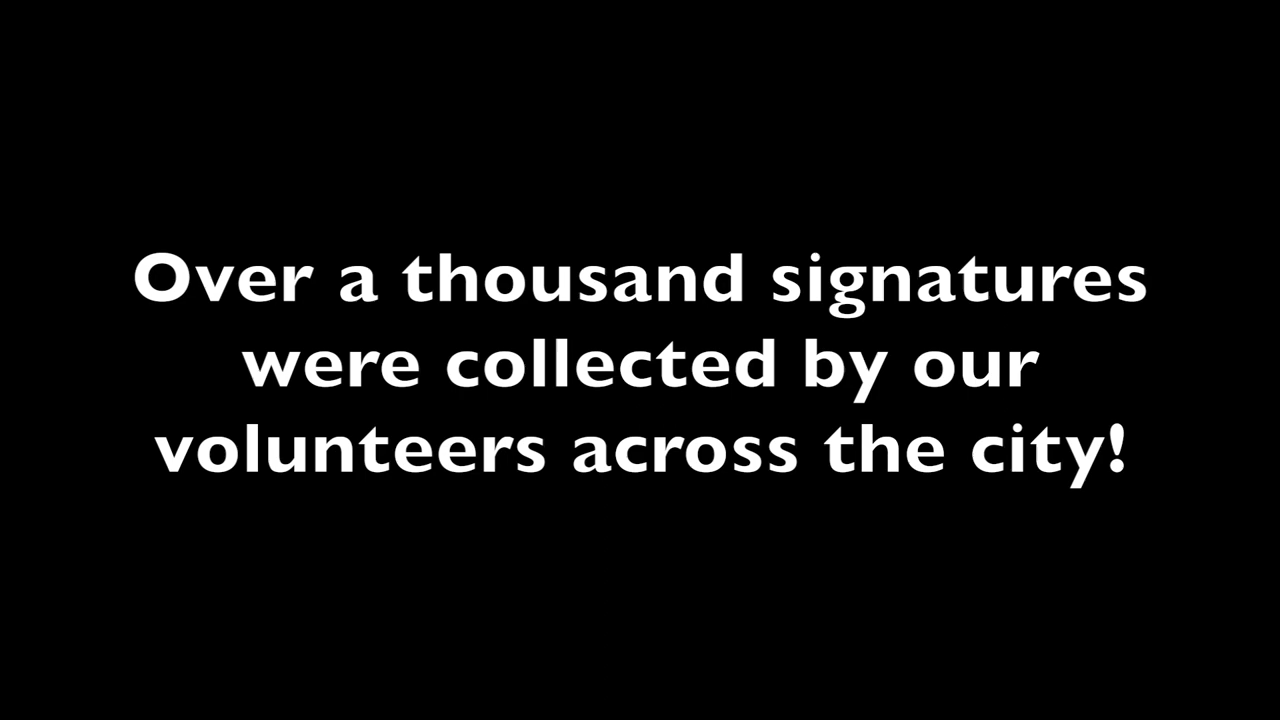 Over a thousand signatures
were collected by our
volunteers across the city!